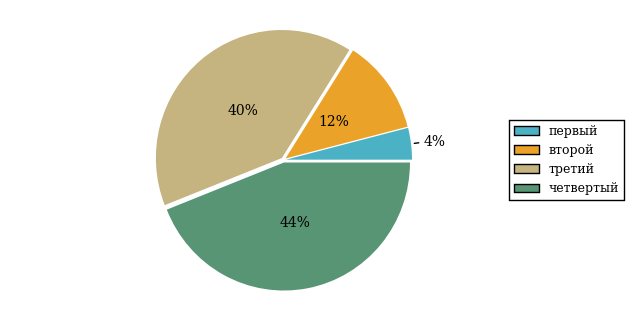 40%
12%
4%
44%
первый
второй
третий
четвертый